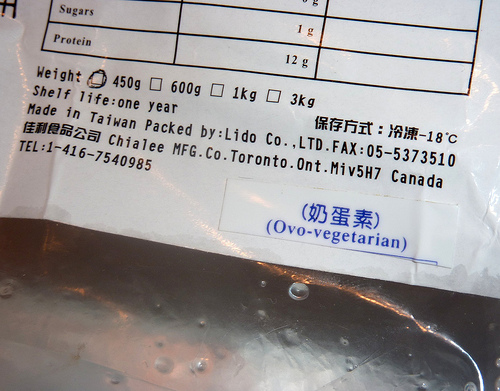 Sugars 1 g
Protein 12 g
Weight 450g □ 600g □ 1Kg □ 3Kg
Shelf life:one year 保存方式：冷凍-18℃
Made in Taiwan Packed by:Lido Co.,LTD.FAX:05-5373510
佳利食品公司 Chialee MFG.Co.Toronto.Ont.Miv5H7 Canada
TEL:1-416-7540985
(奶蛋素)
(Ovo-vegetarian)